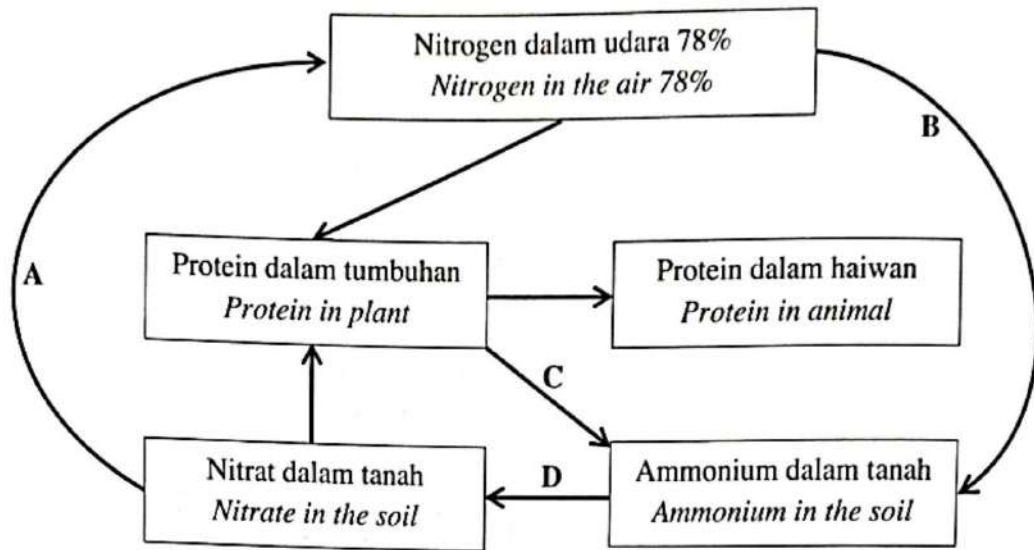 Nitrogen dalam udara 78%
Nitrogen in the air 78%
B
A
Protein dalam tumbuhan
Protein in plant
Protein dalam haiwan
Protein in animal
C
Nitrat dalam tanah
Nitrate in the soil
D
Ammonium dalam tanah
Ammonium in the soil